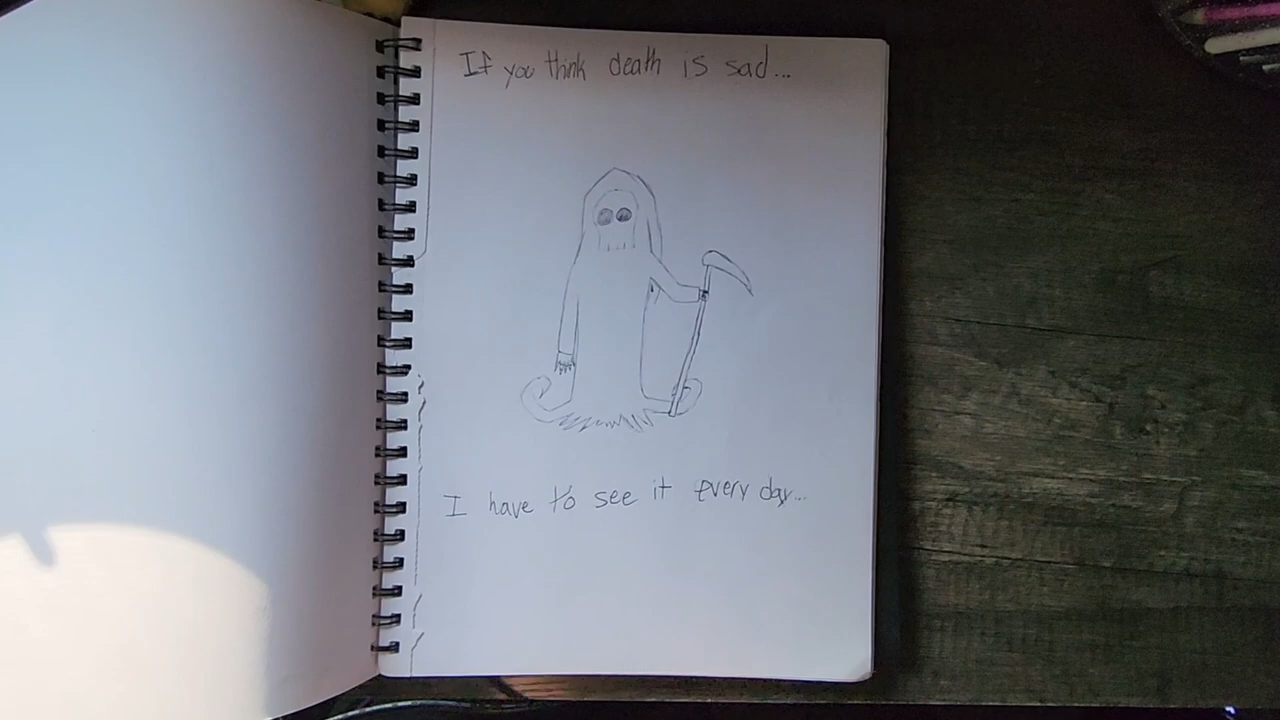 If you think death is sad...
I have to see it every day...